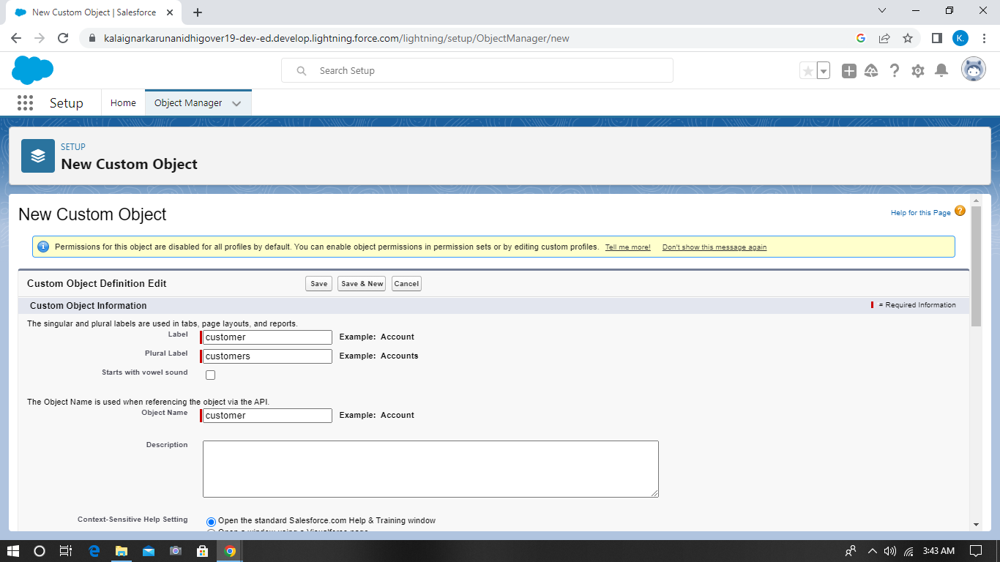 New Custom Object | Salesforce
kalaignarkarunanidhigover19-dev-ed.develop.lightning.force.com/lightning/setup/ObjectManager/new
K.
Search Setup
Setup
Home
Object Manager
SETUP
New Custom Object
New Custom Object
Help for this Page
Permissions for this object are disabled for all profiles by default. You can enable object permissions in permission sets or by editing custom profiles. Tell me more! Don't show this message again
Custom Object Definition Edit
Save
Save & New
Cancel
Custom Object Information
= Required Information
The singular and plural labels are used in tabs, page layouts, and reports.
Label customer Example: Account
Plural Label customers Example: Accounts
Starts with vowel sound
The Object Name is used when referencing the object via the API.
Object Name customer Example: Account
Description
Context-Sensitive Help Setting Open the standard Salesforce.com Help & Training window
3:43 AM